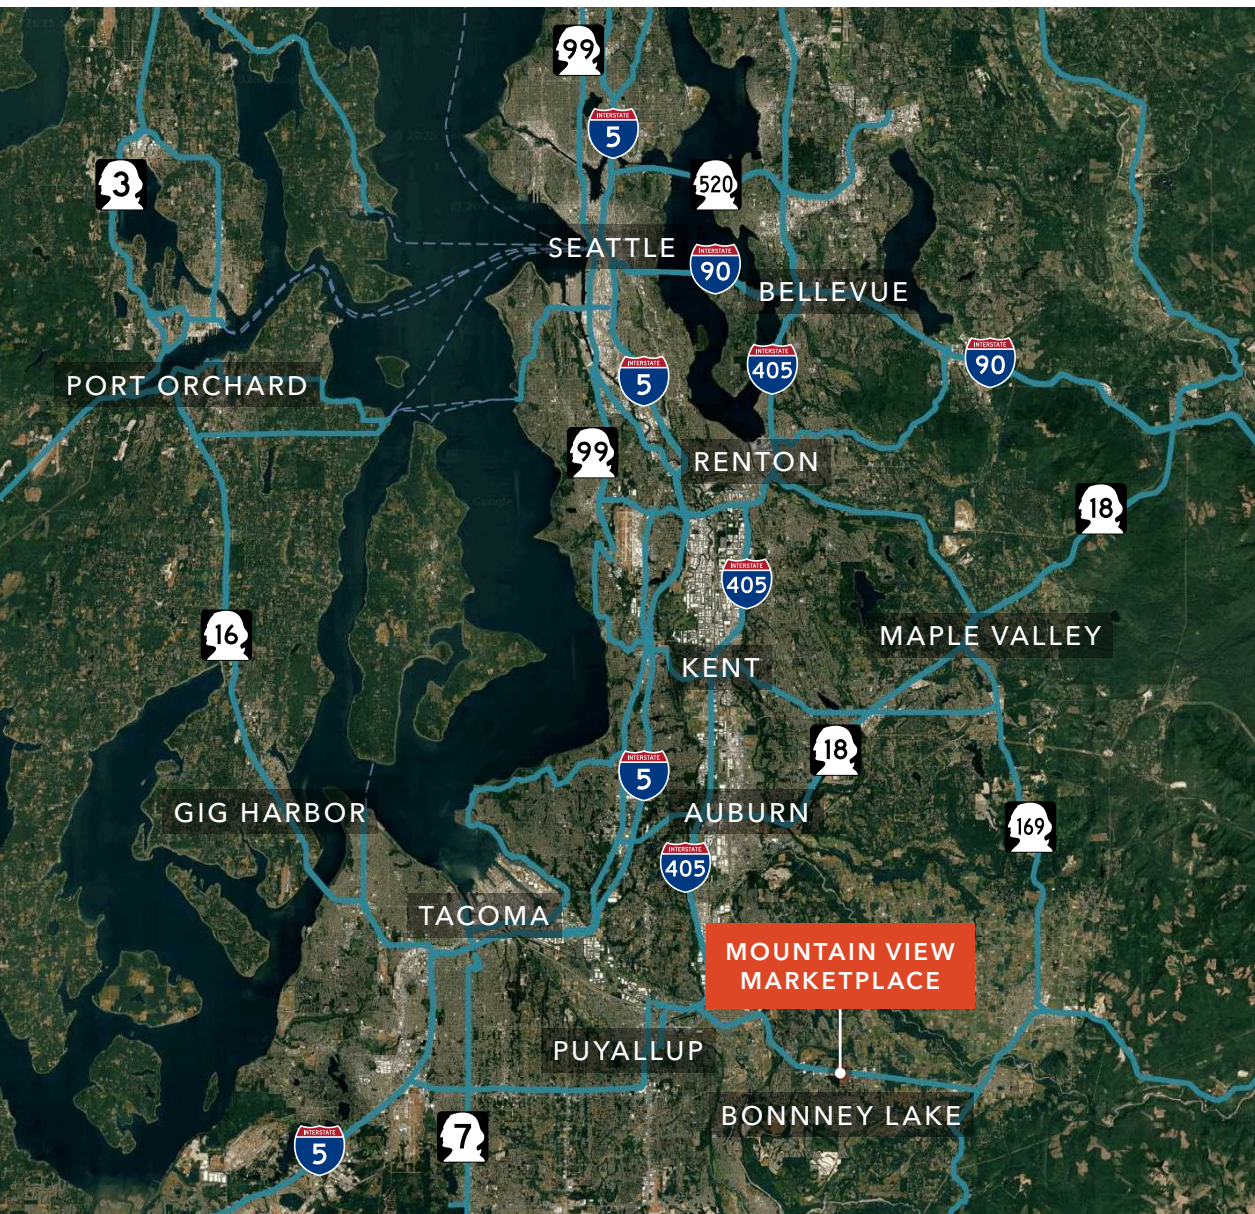 99
INTERSTATE
5
3
520
SEATTLE
INTERSTATE
90
BELLEVUE
INTERSTATE
5
INTERSTATE
405
INTERSTATE
90
PORT ORCHARD
99
RENTON
18
INTERSTATE
405
16
MAPLE VALLEY
KENT
18
INTERSTATE
5
GIG HARBOR
AUBURN
169
INTERSTATE
405
TACOMA
MOUNTAIN VIEW
MARKETPLACE
PUYALLUP
BONNNEY LAKE
7
INTERSTATE
5